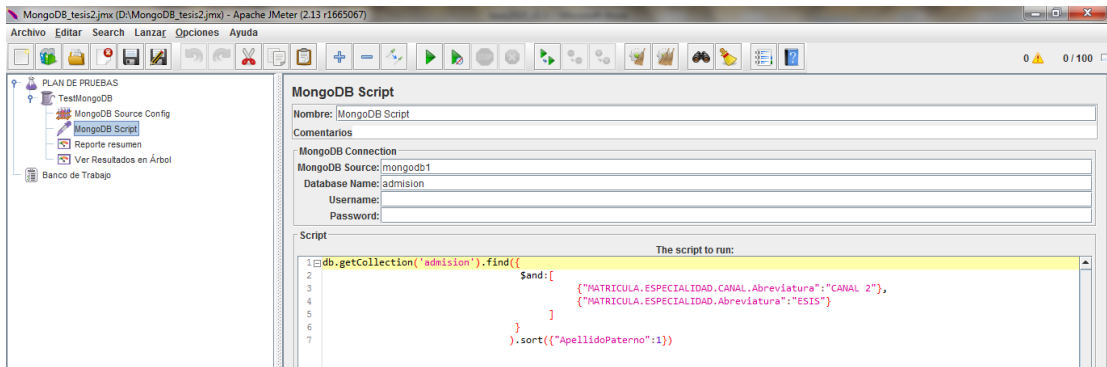 MongoDB_tesis2.jmx (D:\MongoDB_tesis2.jmx) - Apache JMeter (2.13 r1665067)
Archivo Editar Search Lanzar Opciones Ayuda
0 0 / 100
PLAN DE PRUEBAS
TestMongoDB
MongoDB Source Config
MongoDB Script
Reporte resumen
Ver Resultados en Árbol
Banco de Trabajo
MongoDB Script
Nombre: MongoDB Script
Comentarios
MongoDB Connection
MongoDB Source: mongodb1
Database Name: admision
Username:
Password:
Script
The script to run:
1 db.getCollection('admision').find({
2 $and:[
3 {"MATRICULA.ESPECIALIDAD.CANAL.Abreviatura":"CANAL 2"},
4 {"MATRICULA.ESPECIALIDAD.Abreviatura":"ESIS"}
5 ]
6 }
7 ).sort({"ApellidoPaterno":1})